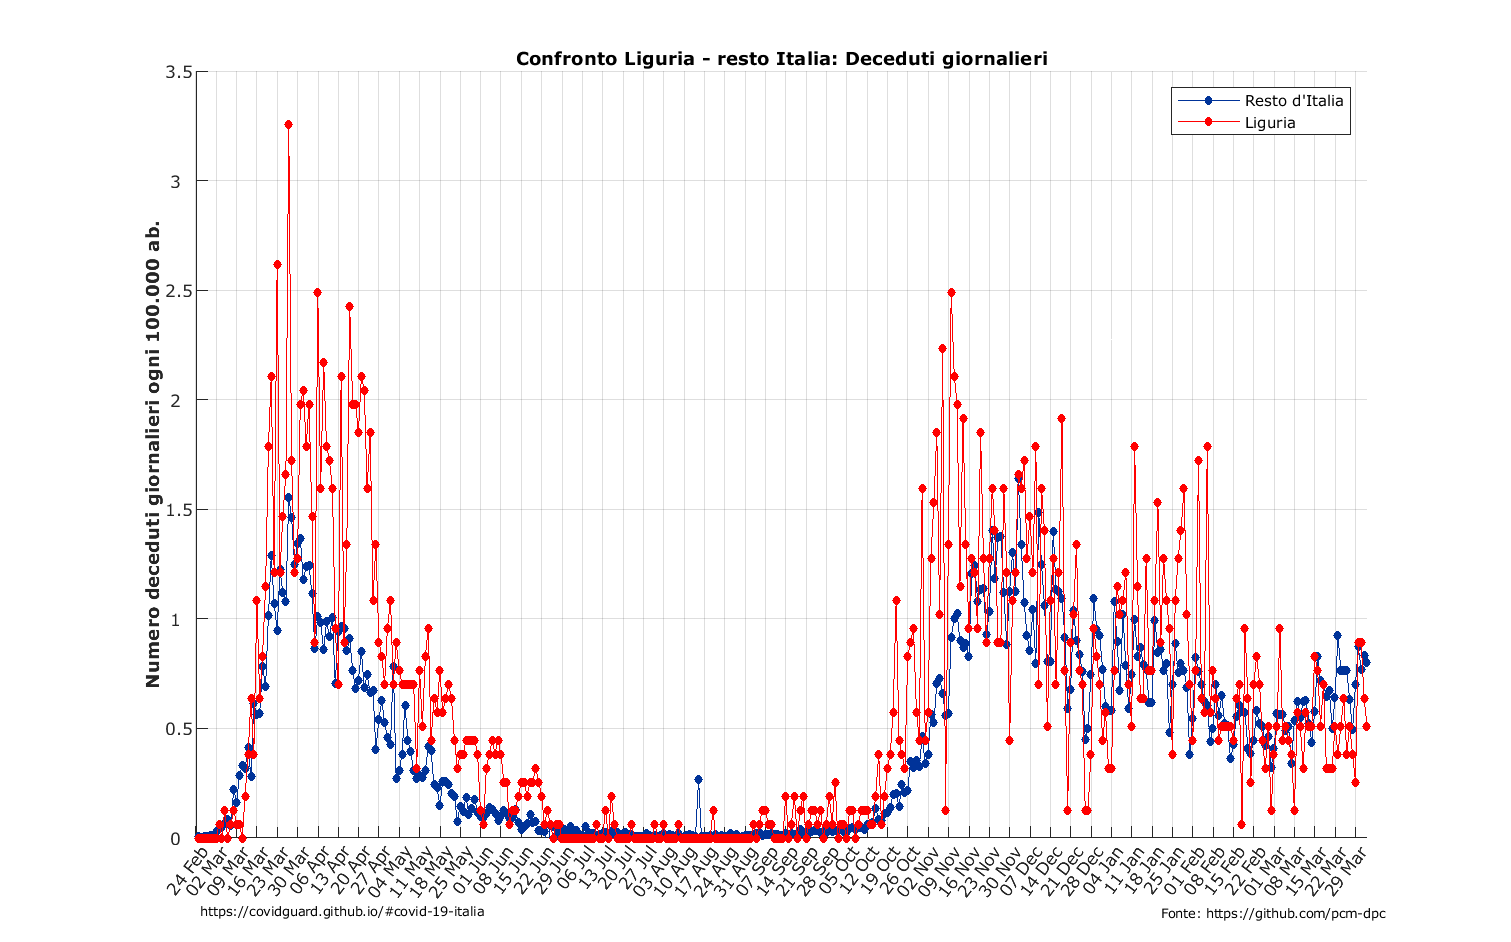 Confronto Liguria - resto Italia: Deceduti giornalieri
Resto d'Italia
Liguria
Numero deceduti giornalieri ogni 100.000 ab.
3.5
3
2.5
2
1.5
1
0.5
0
24 Feb
02 Mar
09 Mar
16 Mar
23 Mar
30 Mar
06 Apr
13 Apr
20 Apr
27 Apr
04 May
11 May
18 May
25 May
01 Jun
08 Jun
15 Jun
22 Jun
29 Jun
06 Jul
13 Jul
20 Jul
27 Jul
03 Aug
10 Aug
17 Aug
24 Aug
31 Aug
07 Sep
14 Sep
21 Sep
28 Sep
05 Oct
12 Oct
19 Oct
26 Oct
02 Nov
09 Nov
16 Nov
23 Nov
30 Nov
07 Dec
14 Dec
21 Dec
28 Dec
04 Jan
11 Jan
18 Jan
25 Jan
01 Feb
08 Feb
15 Feb
22 Feb
01 Mar
08 Mar
15 Mar
22 Mar
29 Mar
https://covidguard.github.io/#covid-19-italia
Fonte: https://github.com/pcm-dpc